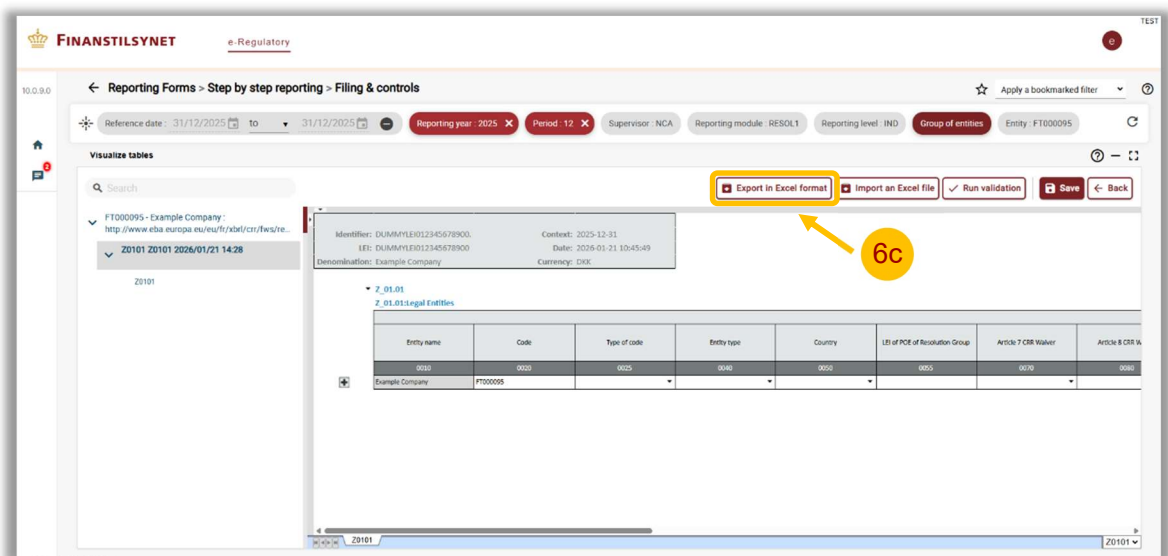 TEST
FINANSTILSYNET
e-Regulatory
e
10.0.9.0
← Reporting Forms > Step by step reporting > Filing & controls
Apply a bookmarked filter
Reference date : 31/12/2025 to 31/12/2025
Reporting year : 2025 X
Period : 12 X
Supervisor : NCA
Reporting module : RESOL1
Reporting level : IND
Group of entities
Entity : FT000095
2
Visualize tables
Search
Export in Excel format
Import an Excel file
Run validation
Save
← Back
FT000095 - Example Company :
http://www.eba.europa.eu/eu/fr/xbrl/crr/fws/re...
Z0101 Z0101 2026/01/21 14:28
Z0101
Identifier: DUMMYLEI012345678900. Context: 2025-12-31
LEI: DUMMYLEI012345678900 Date: 2026-01-21 10:45:49
Denomination: Example Company Currency: DKK
6c
Z_01.01
Z_01.01:Legal Entities
Entity name Code Type of code Entity type Country LEI of POE of Resolution Group Article 7 CRR Waiver Article 8 CRR W
0010 0020 0025 0040 0050 0055 0070 0080
Example Company FT000095
Z0101
Z0101